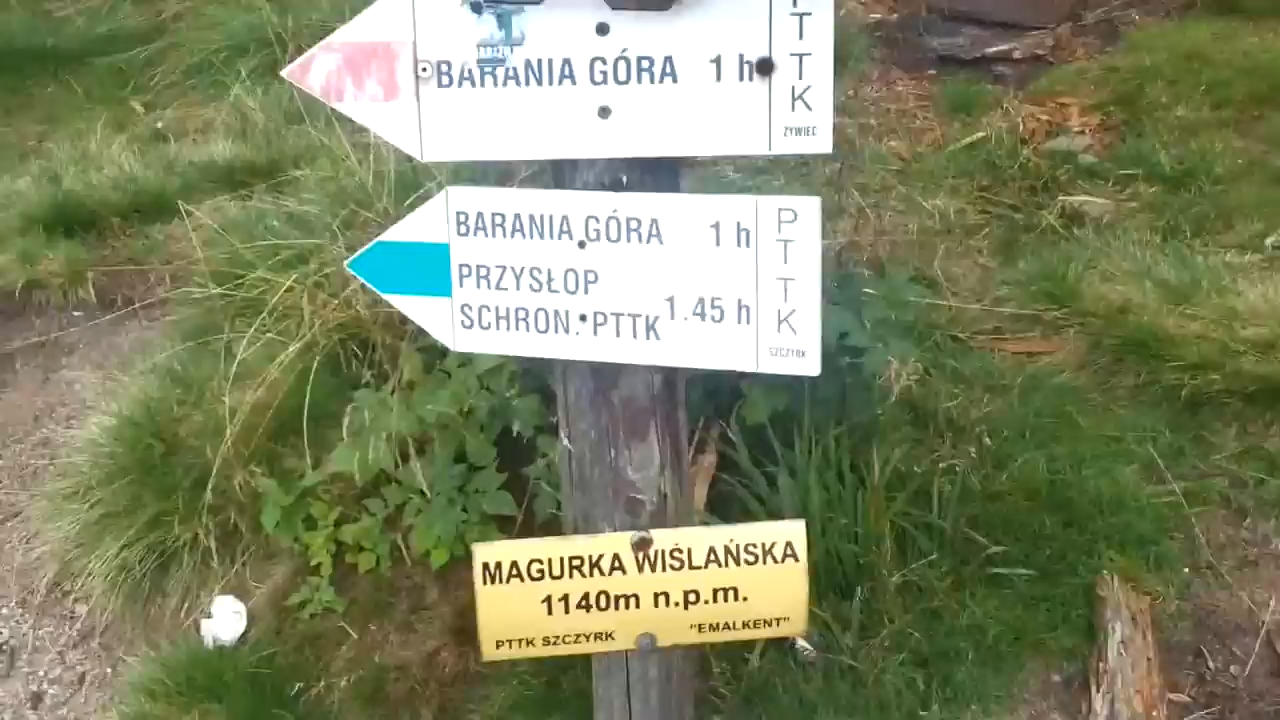 BARANIA GÓRA 1 h
PTTK
ŻYWIEC
BARANIA GÓRA 1 h
PRZYSŁOP
SCHRON. PTTK 1.45 h
PTTK
SZCZYRK
MAGURKA WIŚLAŃSKA
1140m n.p.m.
PTTK SZCZYRK "EMALKENT"